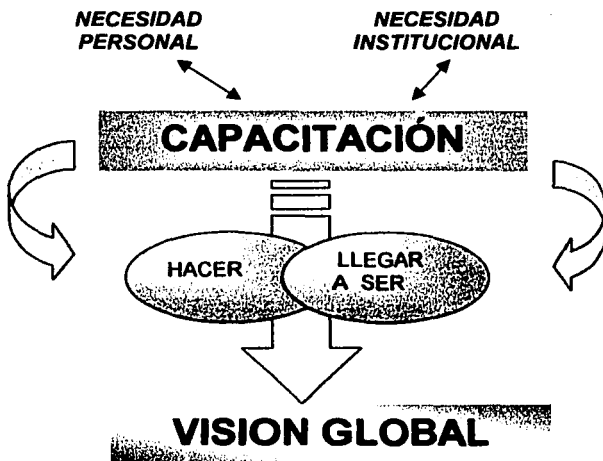 NECESIDAD
PERSONAL
NECESIDAD
INSTITUCIONAL
CAPACITACIÓN
HACER
LLEGAR
A SER
VISION GLOBAL